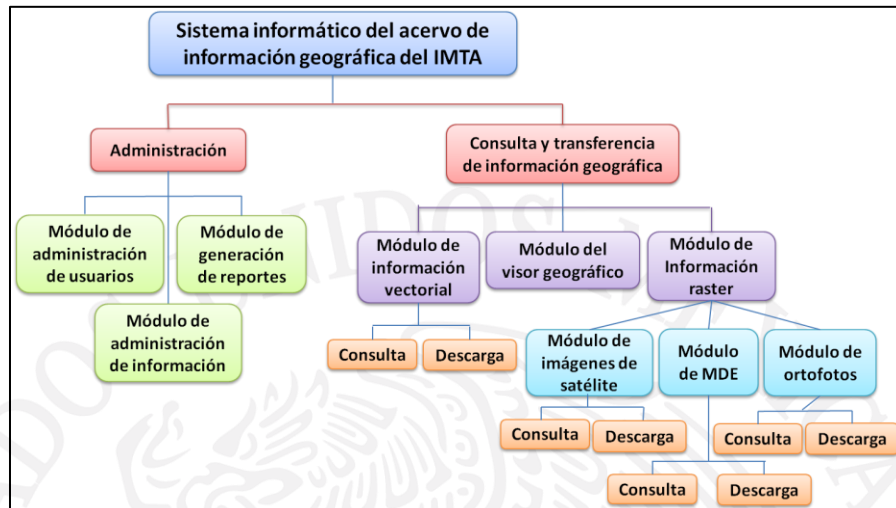 Sistema informático del acervo de
información geográfica del IMTA
Administración
Consulta y transferencia
de información geográfica
Módulo de
administración
de usuarios
Módulo de
generación
de reportes
Módulo de
administración
de información
Módulo de
información
vectorial
Módulo del
visor geográfico
Módulo de
Información
raster
Consulta
Descarga
Módulo de
imágenes de
satélite
Módulo
de MDE
Módulo de
ortofotos
Consulta
Descarga
Consulta
Descarga
Consulta
Descarga